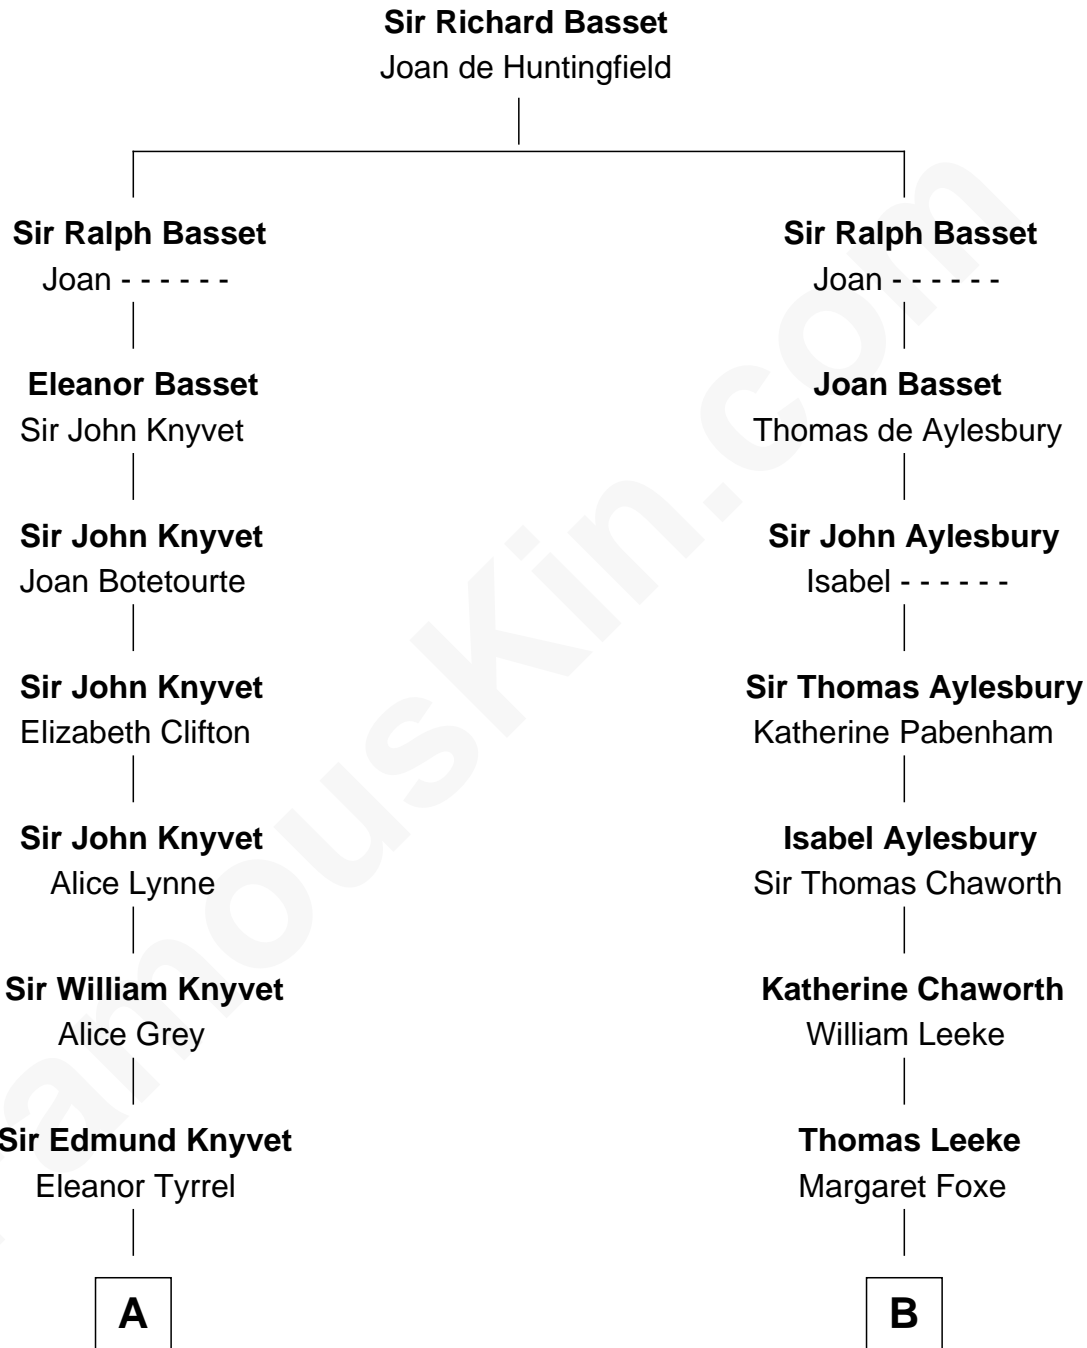 Sir Richard Basset
Joan de Huntingfield
Sir Ralph Basset
Joan - - - - - -
Eleanor Basset
Sir John Knyvet
Sir John Knyvet
Joan Botetourte
Sir John Knyvet
Elizabeth Clifton
Sir John Knyvet
Alice Lynne
Sir William Knyvet
Alice Grey
Sir Edmund Knyvet
Eleanor Tyrrel
A
Sir Ralph Basset
Joan - - - - - -
Joan Basset
Thomas de Aylesbury
Sir John Aylesbury
Isabel - - - - - -
Sir Thomas Aylesbury
Katherine Pabenham
Isabel Aylesbury
Sir Thomas Chaworth
Katherine Chaworth
William Leeke
Thomas Leeke
Margaret Foxe
B
amousKin.com